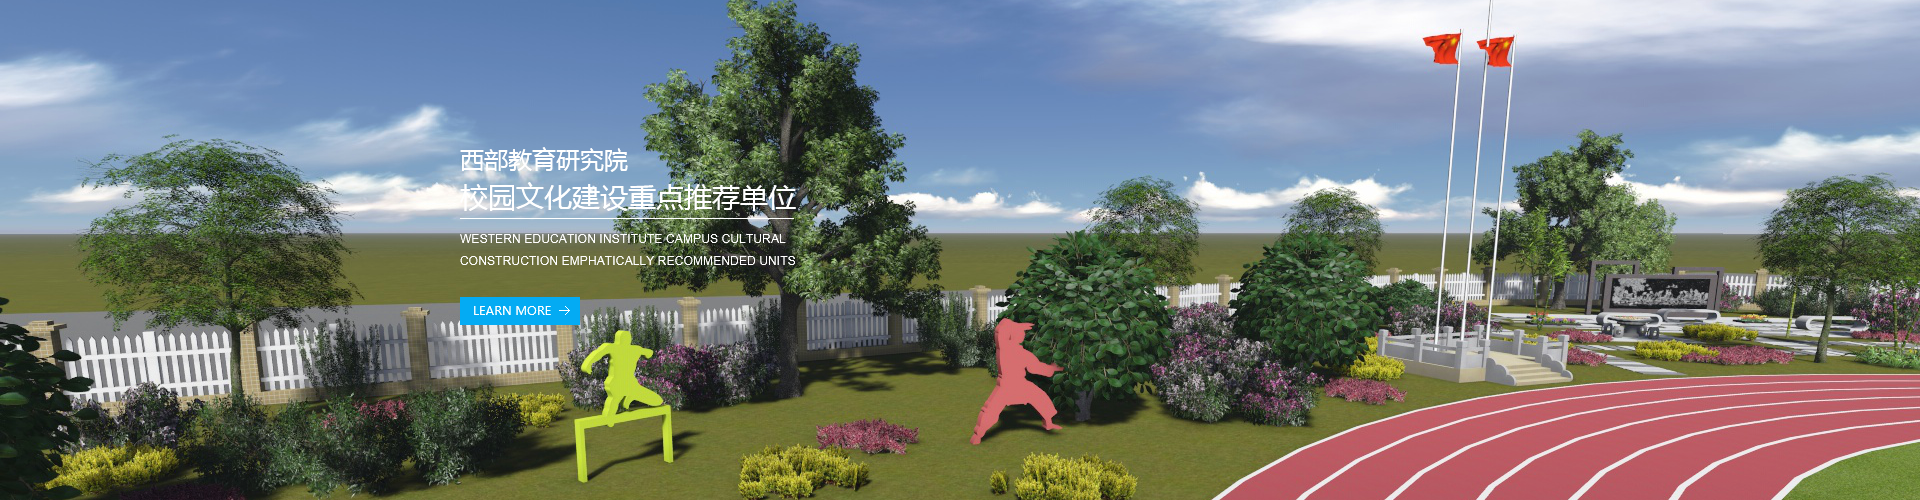 西部教育研究院
校园文化建设重点推荐单位
WESTERN EDUCATION INSTITUTE CAMPUS CULTURAL
CONSTRUCTION EMPHATICALLY RECOMMENDED UNITS
LEARN MORE →